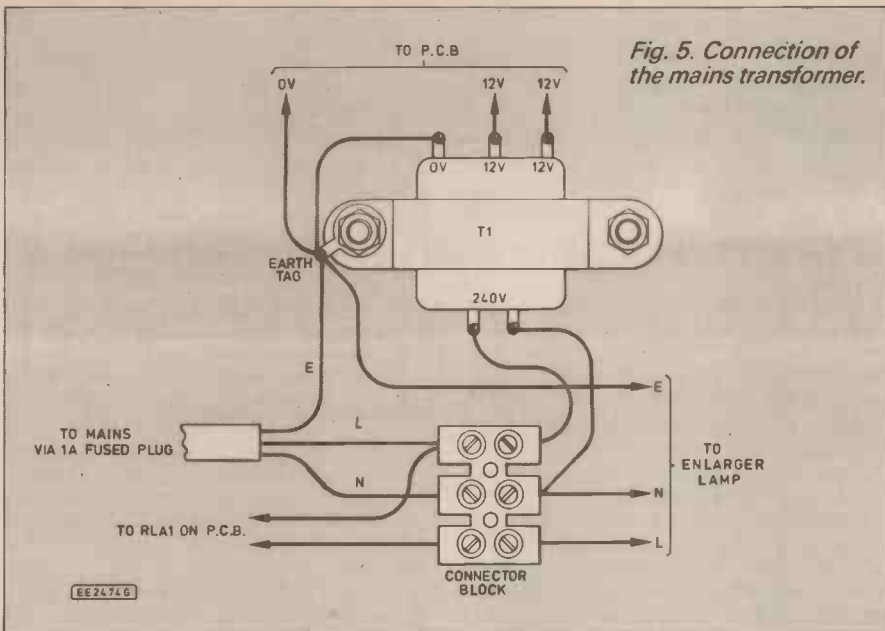 TO P.C.B
Fig. 5. Connection of
the mains transformer.
0V
12V
12V
0V
12V
12V
T1
EARTH
TAG
240V
E
E
L
TO MAINS
VIA 1A FUSED PLUG
TO
ENLARGER
LAMP
N
N
TO RLA1 ON P.C.B.
L
CONNECTOR
BLOCK
EE2474G